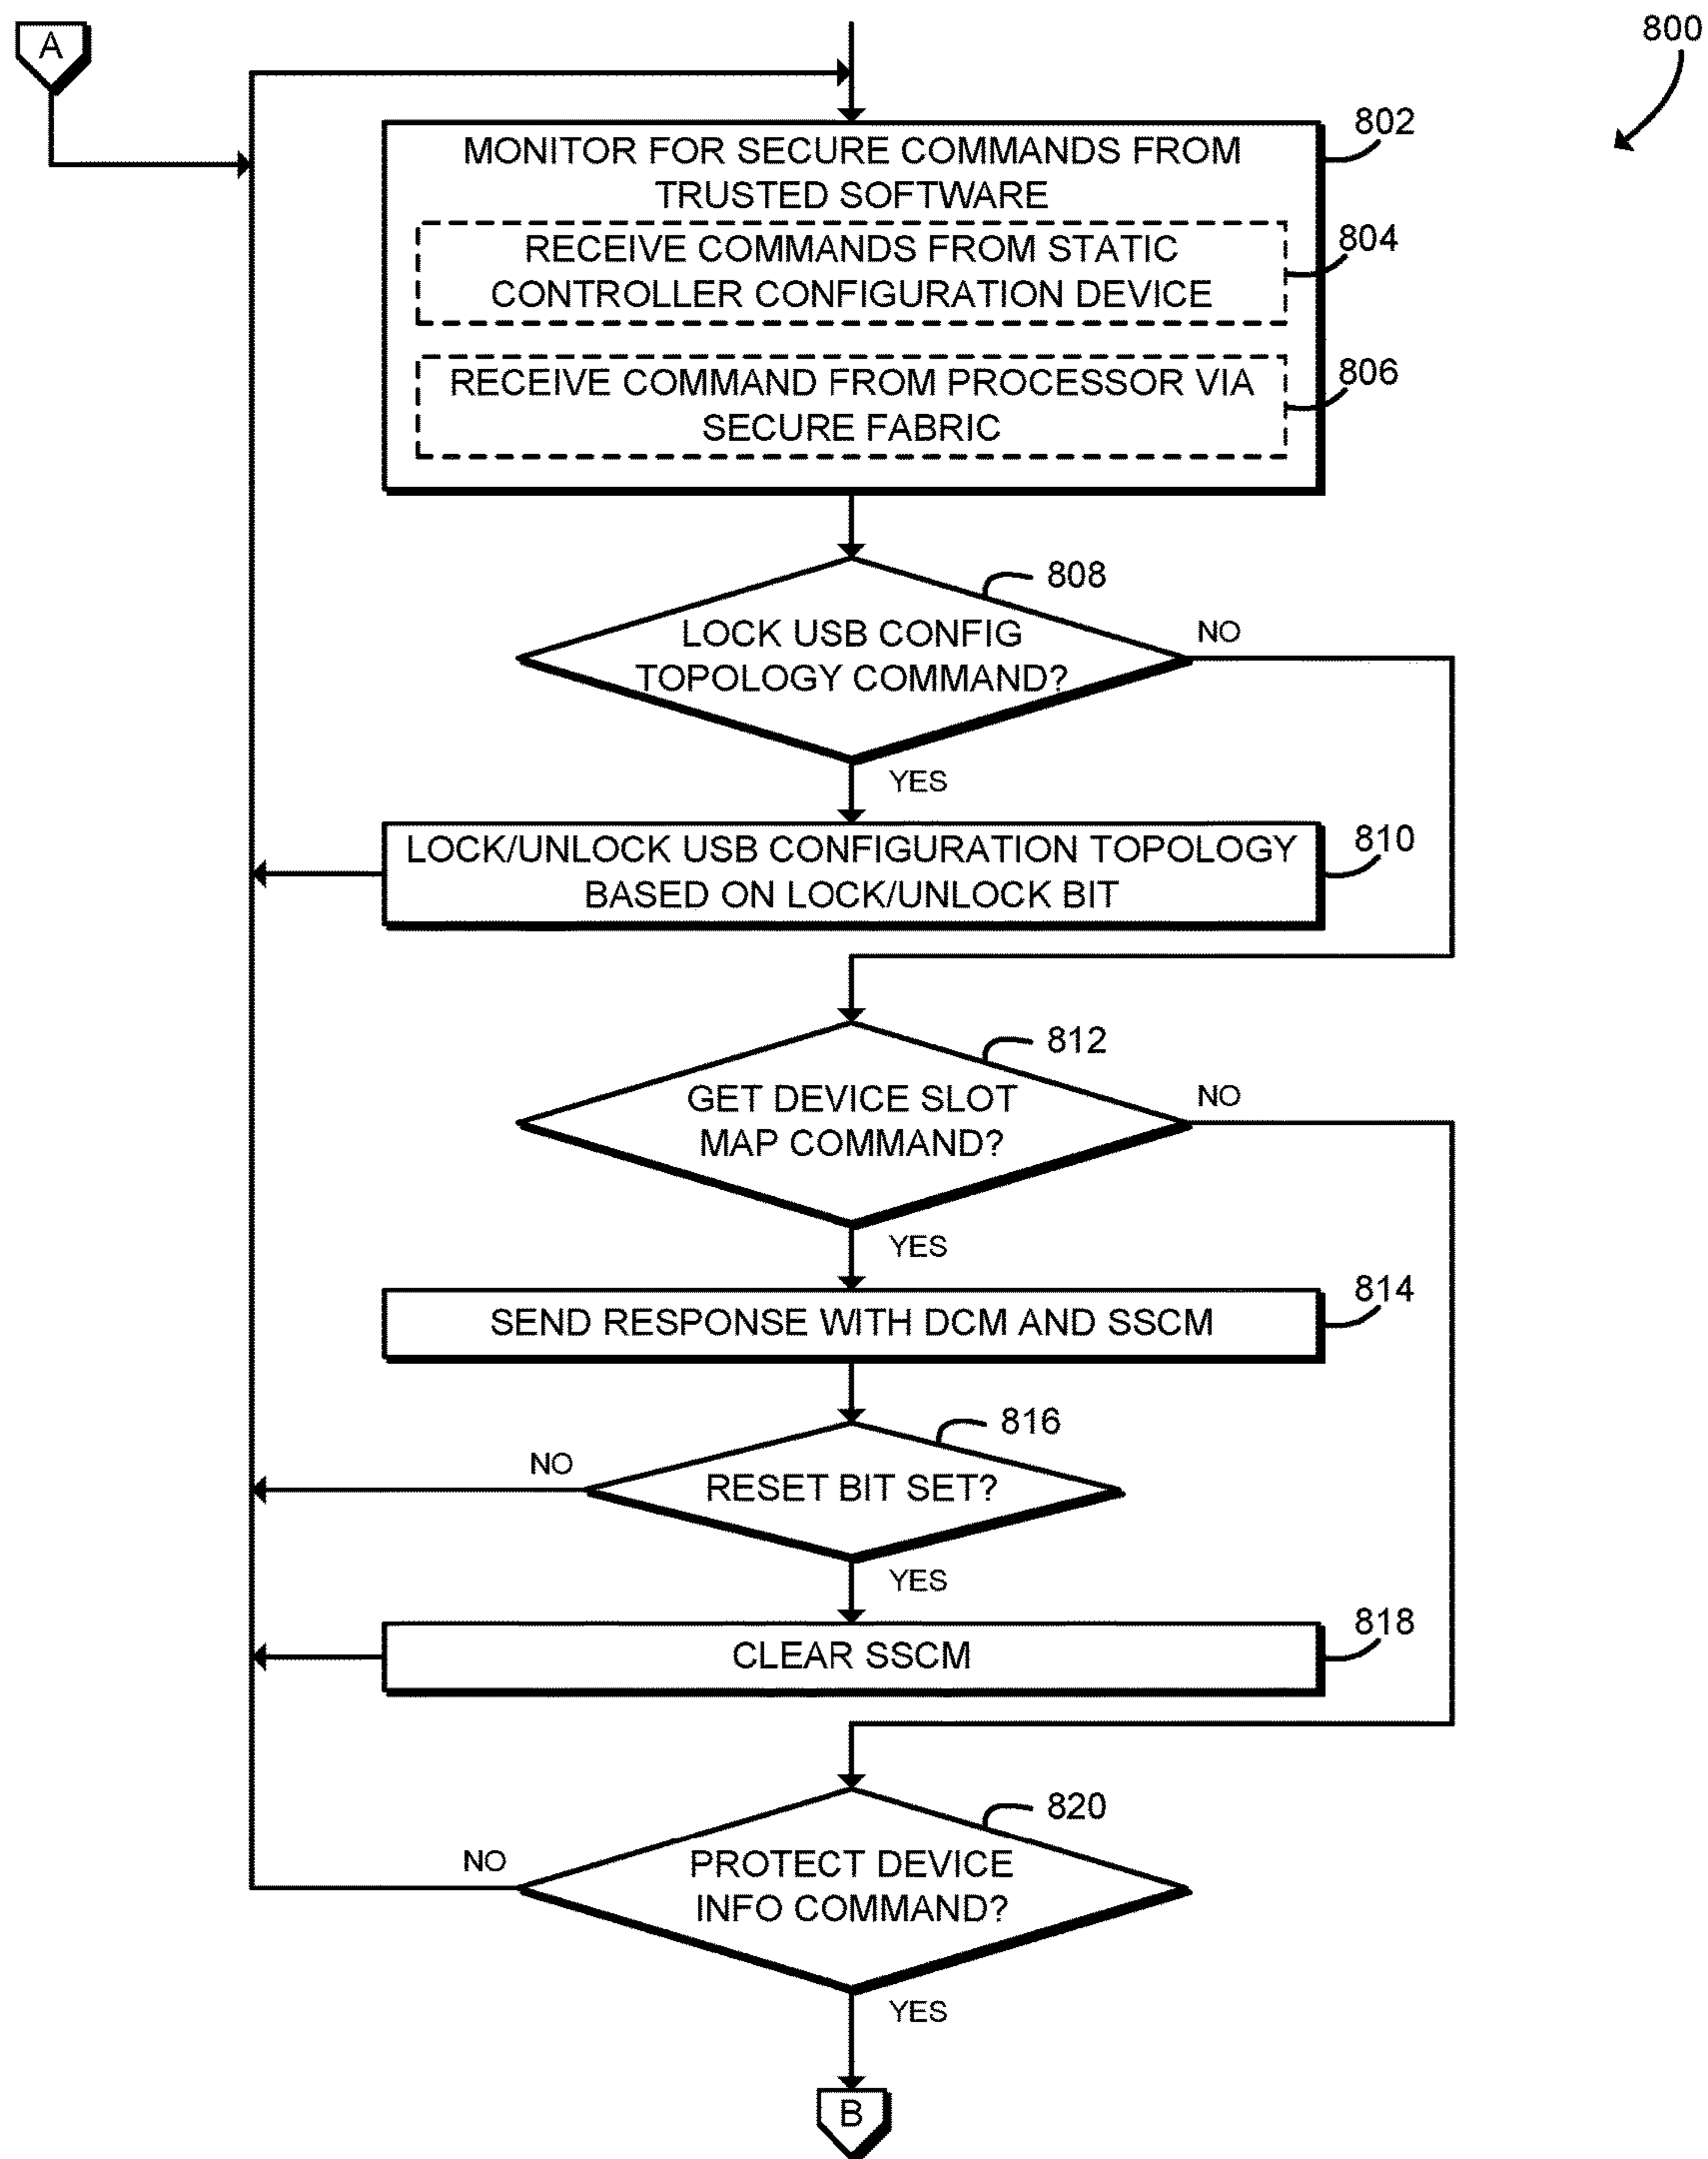 A
800
MONITOR FOR SECURE COMMANDS FROM
TRUSTED SOFTWARE
802
RECEIVE COMMANDS FROM STATIC
CONTROLLER CONFIGURATION DEVICE
804
RECEIVE COMMAND FROM PROCESSOR VIA
SECURE FABRIC
806
808
LOCK USB CONFIG
TOPOLOGY COMMAND?
NO
YES
LOCK/UNLOCK USB CONFIGURATION TOPOLOGY
BASED ON LOCK/UNLOCK BIT
810
812
GET DEVICE SLOT
MAP COMMAND?
NO
YES
SEND RESPONSE WITH DCM AND SSCM
814
816
RESET BIT SET?
NO
YES
CLEAR SSCM
818
820
PROTECT DEVICE
INFO COMMAND?
NO
YES
B